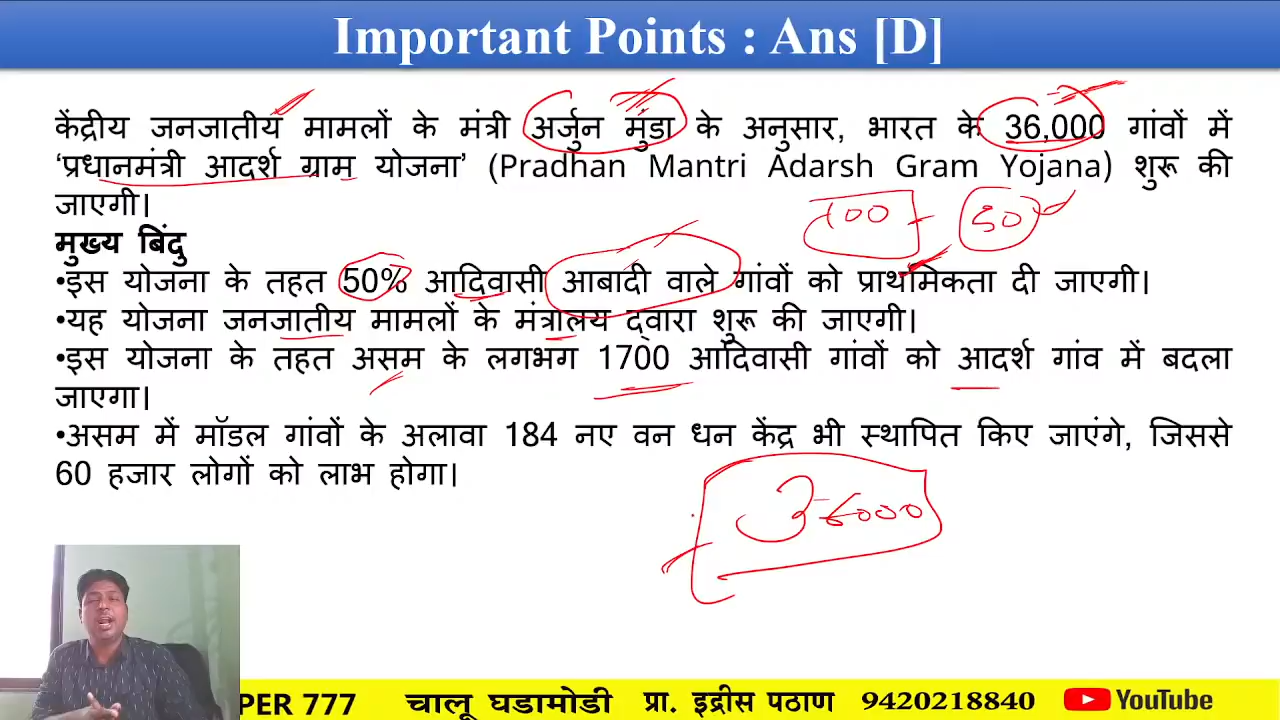 Important Points : Ans [D]
केंद्रीय जनजातीय मामलों के मंत्री अर्जुन मुंडा के अनुसार, भारत के 36,000 गांवों में
‘प्रधानमंत्री आदर्श ग्राम योजना’ (Pradhan Mantri Adarsh Gram Yojana) शुरू की
जाएगी।
100 50
मुख्य बिंदु
•इस योजना के तहत 50% आदिवासी आबादी वाले गांवों को प्राथमिकता दी जाएगी।
•यह योजना जनजातीय मामलों के मंत्रालय द्वारा शुरू की जाएगी।
•इस योजना के तहत असम के लगभग 1700 आदिवासी गांवों को आदर्श गांव में बदला
जाएगा।
•असम में मॉडल गांवों के अलावा 184 नए वन धन केंद्र भी स्थापित किए जाएंगे, जिससे
60 हजार लोगों को लाभ होगा।
36000
PER 777 चालू घडामोडी प्रा. इद्रीस पठाण 9420218840 YouTube